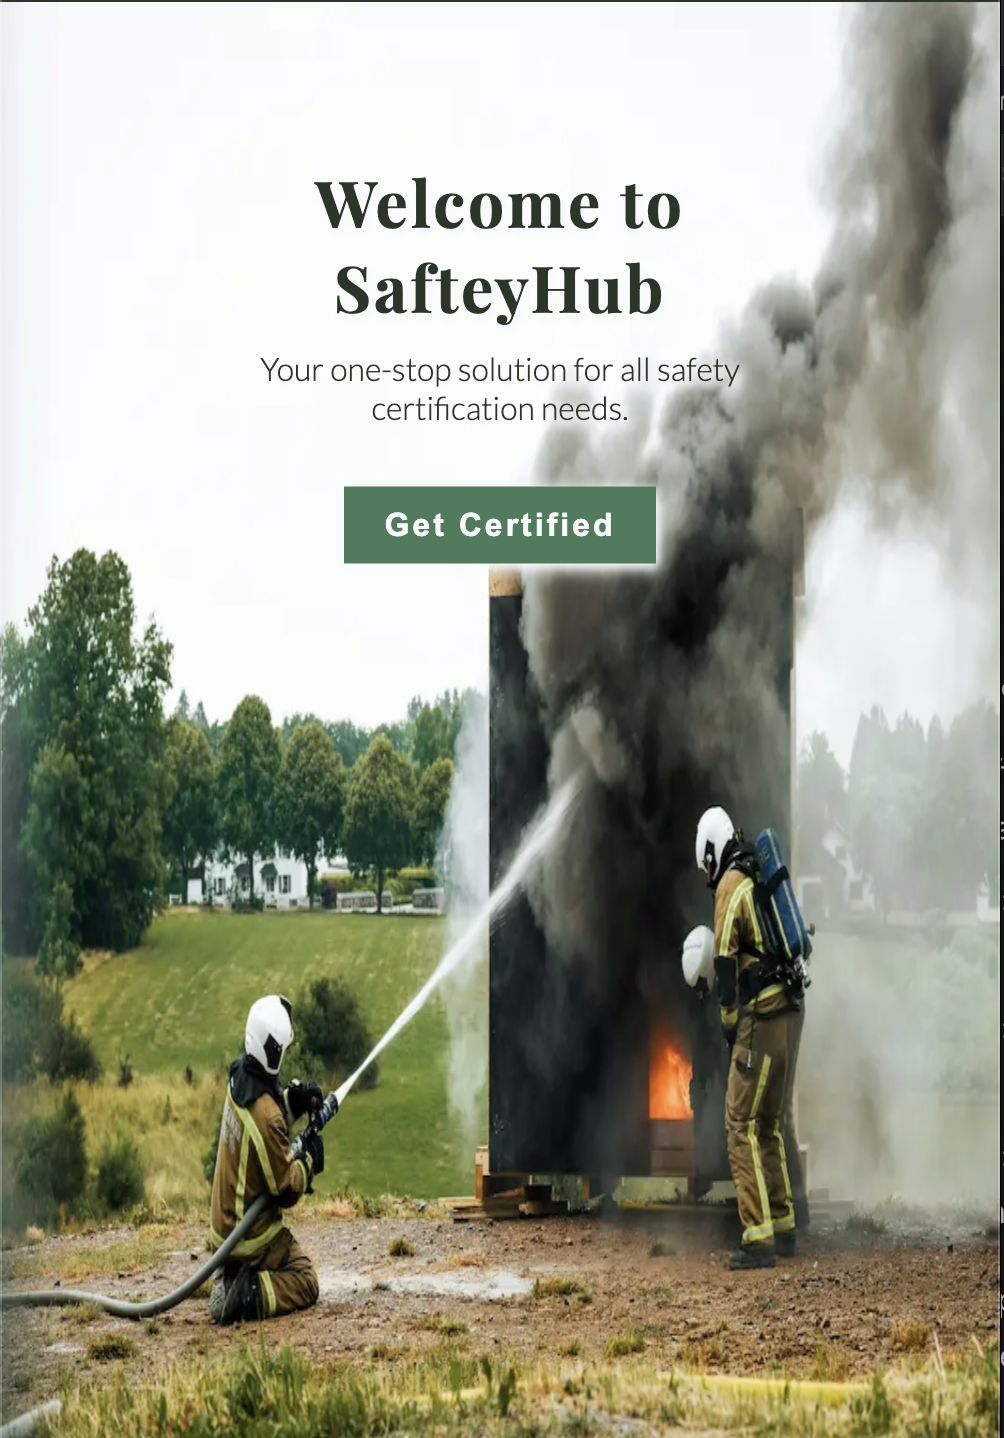 Welcome to
SafteyHub
Your one-stop solution for all safety
certification needs.
Get Certified